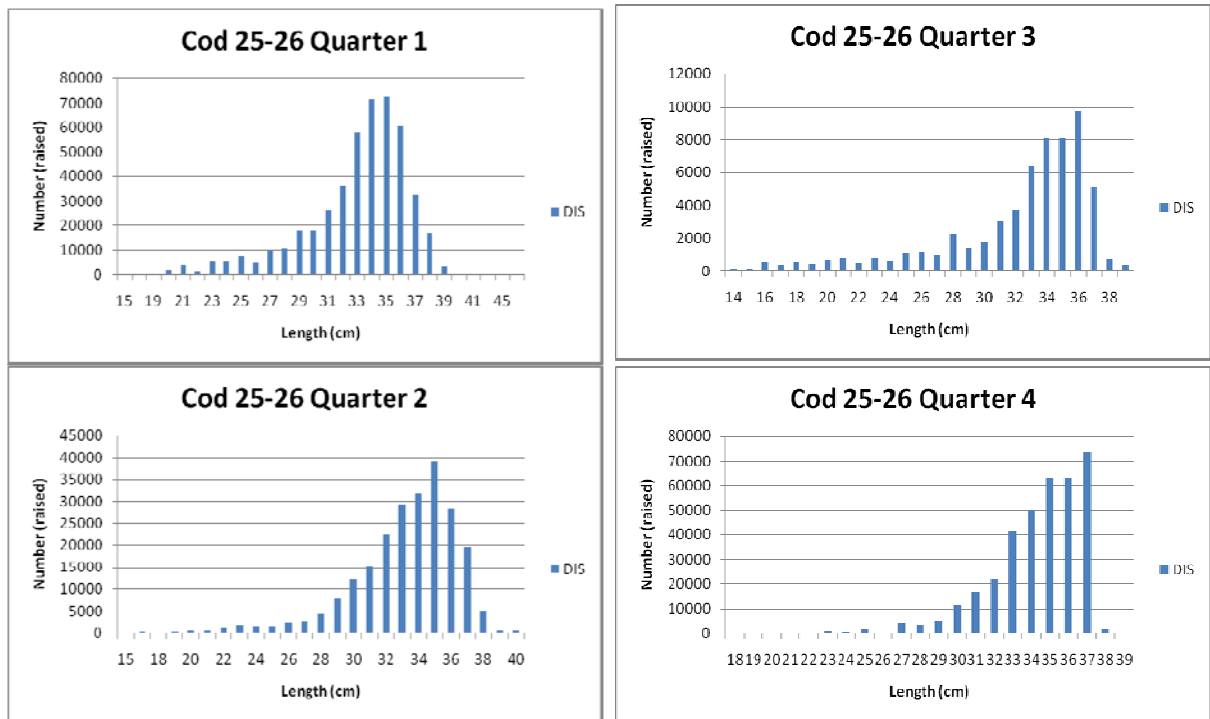 Cod 25-26 Quarter 1
80000
70000
60000
50000
40000
30000
20000
10000
0
Number (raised)
15 19 21 23 25 27 29 31 33 35 37 39 41 45
Length (cm)
DIS
Cod 25-26 Quarter 3
12000
10000
8000
6000
4000
2000
0
Number (raised)
14 16 18 20 22 24 26 28 30 32 34 36 38
Length (cm)
DIS
Cod 25-26 Quarter 2
45000
40000
35000
30000
25000
20000
15000
10000
5000
0
Number (raised)
15 18 20 22 24 26 28 30 32 34 36 38 40
Length (cm)
DIS
Cod 25-26 Quarter 4
80000
70000
60000
50000
40000
30000
20000
10000
0
Number (raised)
18 19 20 21 22 23 24 25 26 27 28 29 30 31 32 33 34 35 36 37 38 39
Length (cm)
DIS